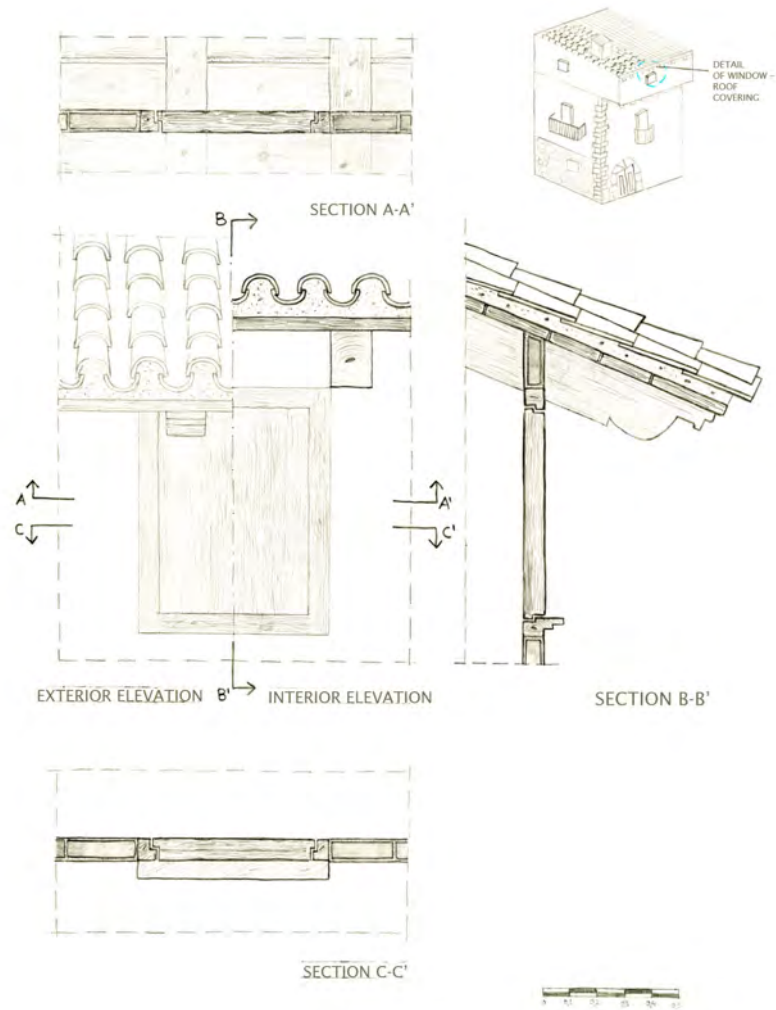 DETAIL
OF WINDOW –
ROOF
COVERING
SECTION A-A'
B
A
A'
C
C'
EXTERIOR ELEVATION
B'
INTERIOR ELEVATION
SECTION B-B'
SECTION C-C'